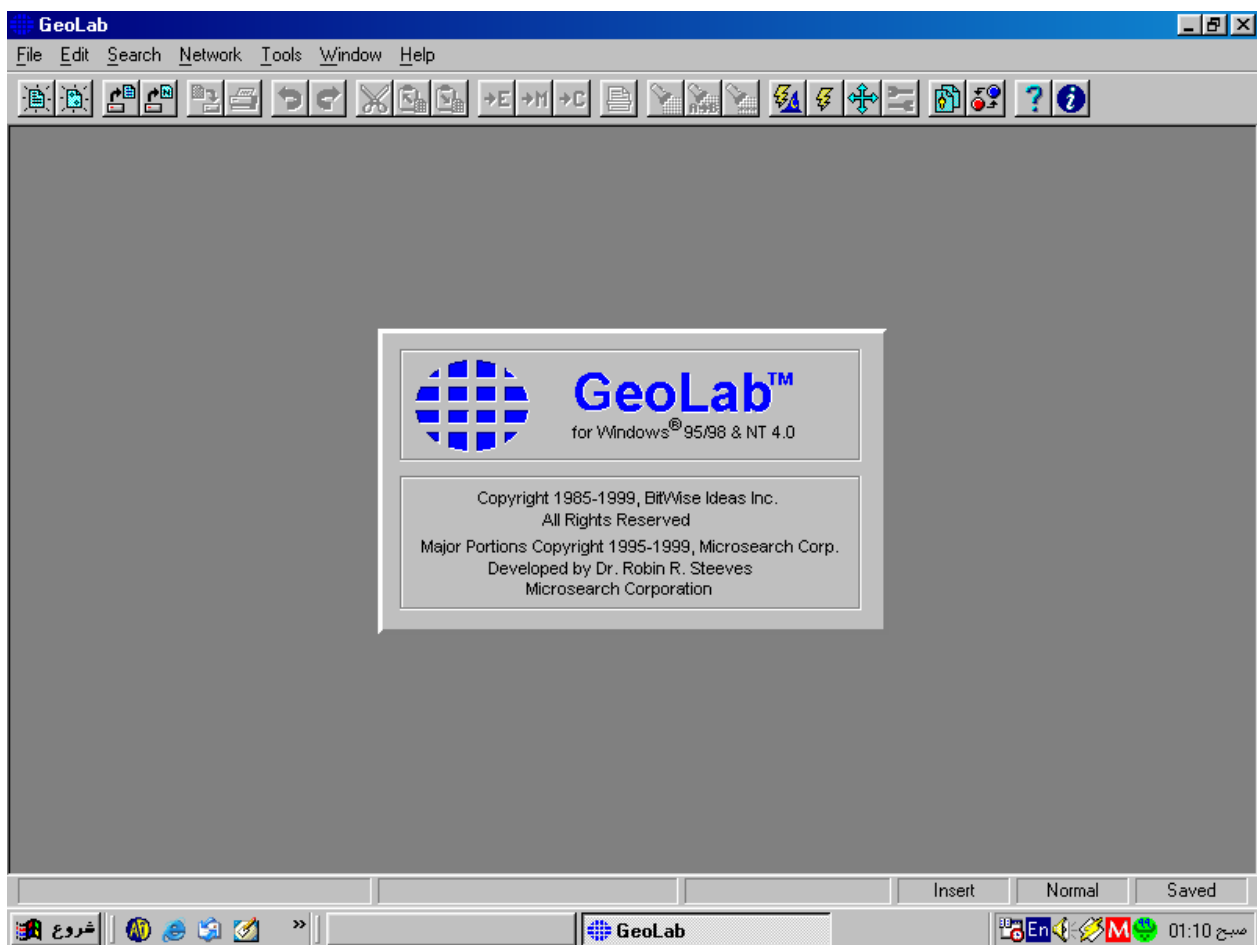 GeoLab
File Edit Search Network Tools Window Help
→E →M →C
GeoLab™
for Windows® 95/98 & NT 4.0
Copyright 1985-1999, BitWise Ideas Inc.
All Rights Reserved
Major Portions Copyright 1995-1999, Microsearch Corp.
Developed by Dr. Robin R. Steeves
Microsearch Corporation
Insert Normal Saved
شروع » GeoLab En M 01:10 صبح